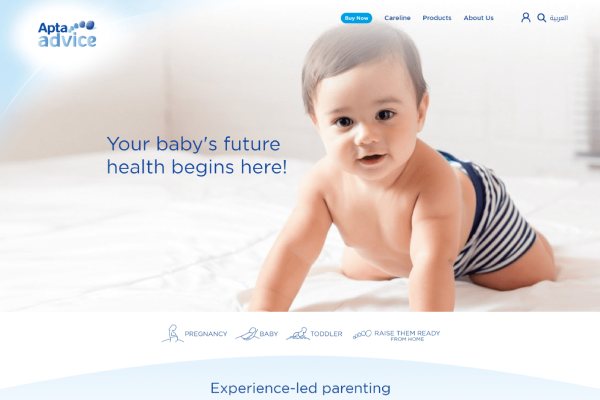 Apta
advice
Buy Now
Careline
Products
About Us
العربية
Your baby's future
health begins here!
PREGNANCY
BABY
TODDLER
RAISE THEM READY
FROM HOME
Experience-led parenting